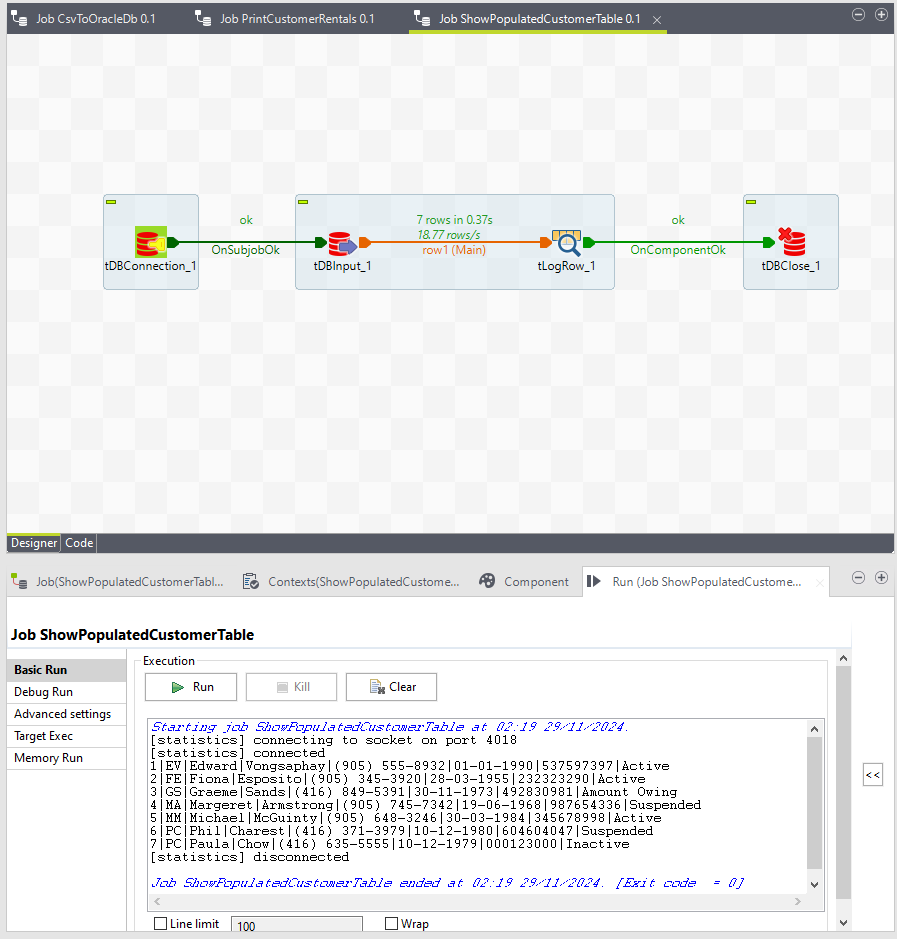 Job CsvToOracleDb 0.1
Job PrintCustomerRentals 0.1
Job ShowPopulatedCustomerTable 0.1
ok
7 rows in 0.37s
ok
18.77 rows/s
OnSubjobOk
row1 (Main)
OnComponentOk
tDBConnection_1
tDBInput_1
tLogRow_1
tDBClose_1
Designer
Code
Job(ShowPopulatedCustomerTabl...
Contexts(ShowPopulatedCustome...
Component
Run (Job ShowPopulatedCustome...
Job ShowPopulatedCustomerTable
Basic Run
Debug Run
Advanced settings
Target Exec
Memory Run
Execution
Run
Kill
Clear
Starting job ShowPopulatedCustomerTable at 02:19 29/11/2024.
[statistics] connecting to socket on port 4018
[statistics] connected
1|EV|Edward|Vongsaphay|(905) 555-8932|01-01-1990|537597397|Active
2|FE|Fiona|Esposito|(905) 345-3920|28-03-1955|232323290|Active
3|GS|Graeme|Sands|(416) 849-5391|30-11-1973|492830981|Amount Owing
4|MA|Margeret|Armstrong|(905) 745-7342|19-06-1968|987654336|Suspended
5|MM|Michael|McGuinty|(905) 648-3246|30-03-1984|345678998|Active
6|PC|Phil|Charest|(416) 371-3979|10-12-1980|604604047|Suspended
7|PC|Paula|Chow|(416) 635-5555|10-12-1979|000123000|Inactive
[statistics] disconnected
Job ShowPopulatedCustomerTable ended at 02:19 29/11/2024. [Exit code  = 0]
<<
Line limit
100
Wrap